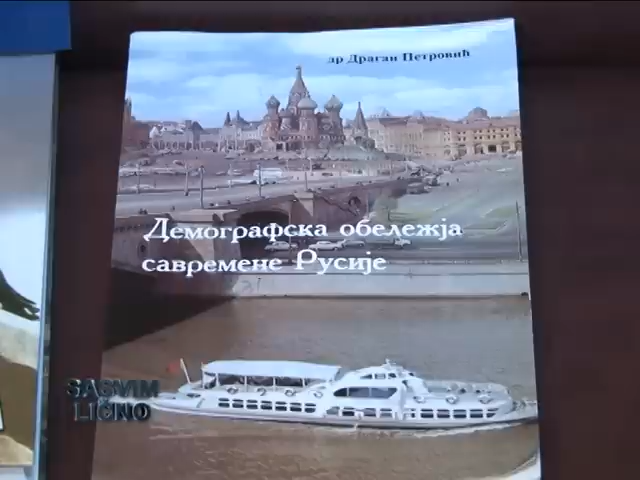 др Драган Петровић
Демографска обележја
савремене Русије
SASVIM
LIČNO